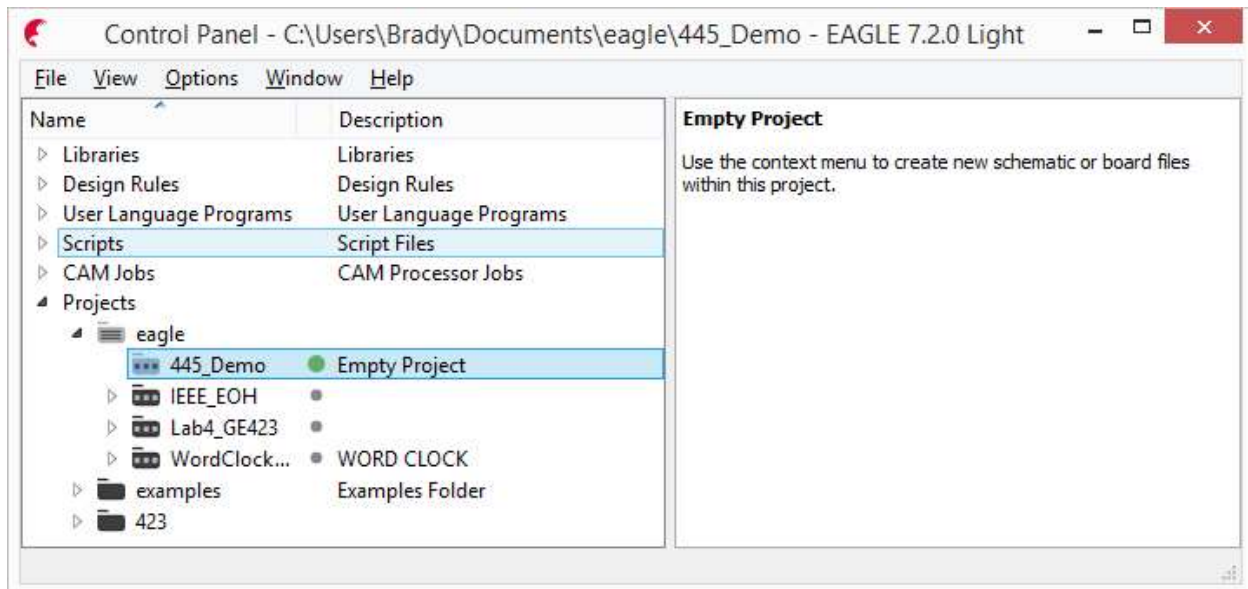 Control Panel - C:\Users\Brady\Documents\eagle\445_Demo - EAGLE 7.2.0 Light
File View Options Window Help
Name Description
Libraries Libraries
Design Rules Design Rules
User Language Programs User Language Programs
Scripts Script Files
CAM Jobs CAM Processor Jobs
Projects
eagle
445_Demo Empty Project
IEEE_EOH
Lab4_GE423
WordClock... WORD CLOCK
examples Examples Folder
423
Empty Project
Use the context menu to create new schematic or board files
within this project.